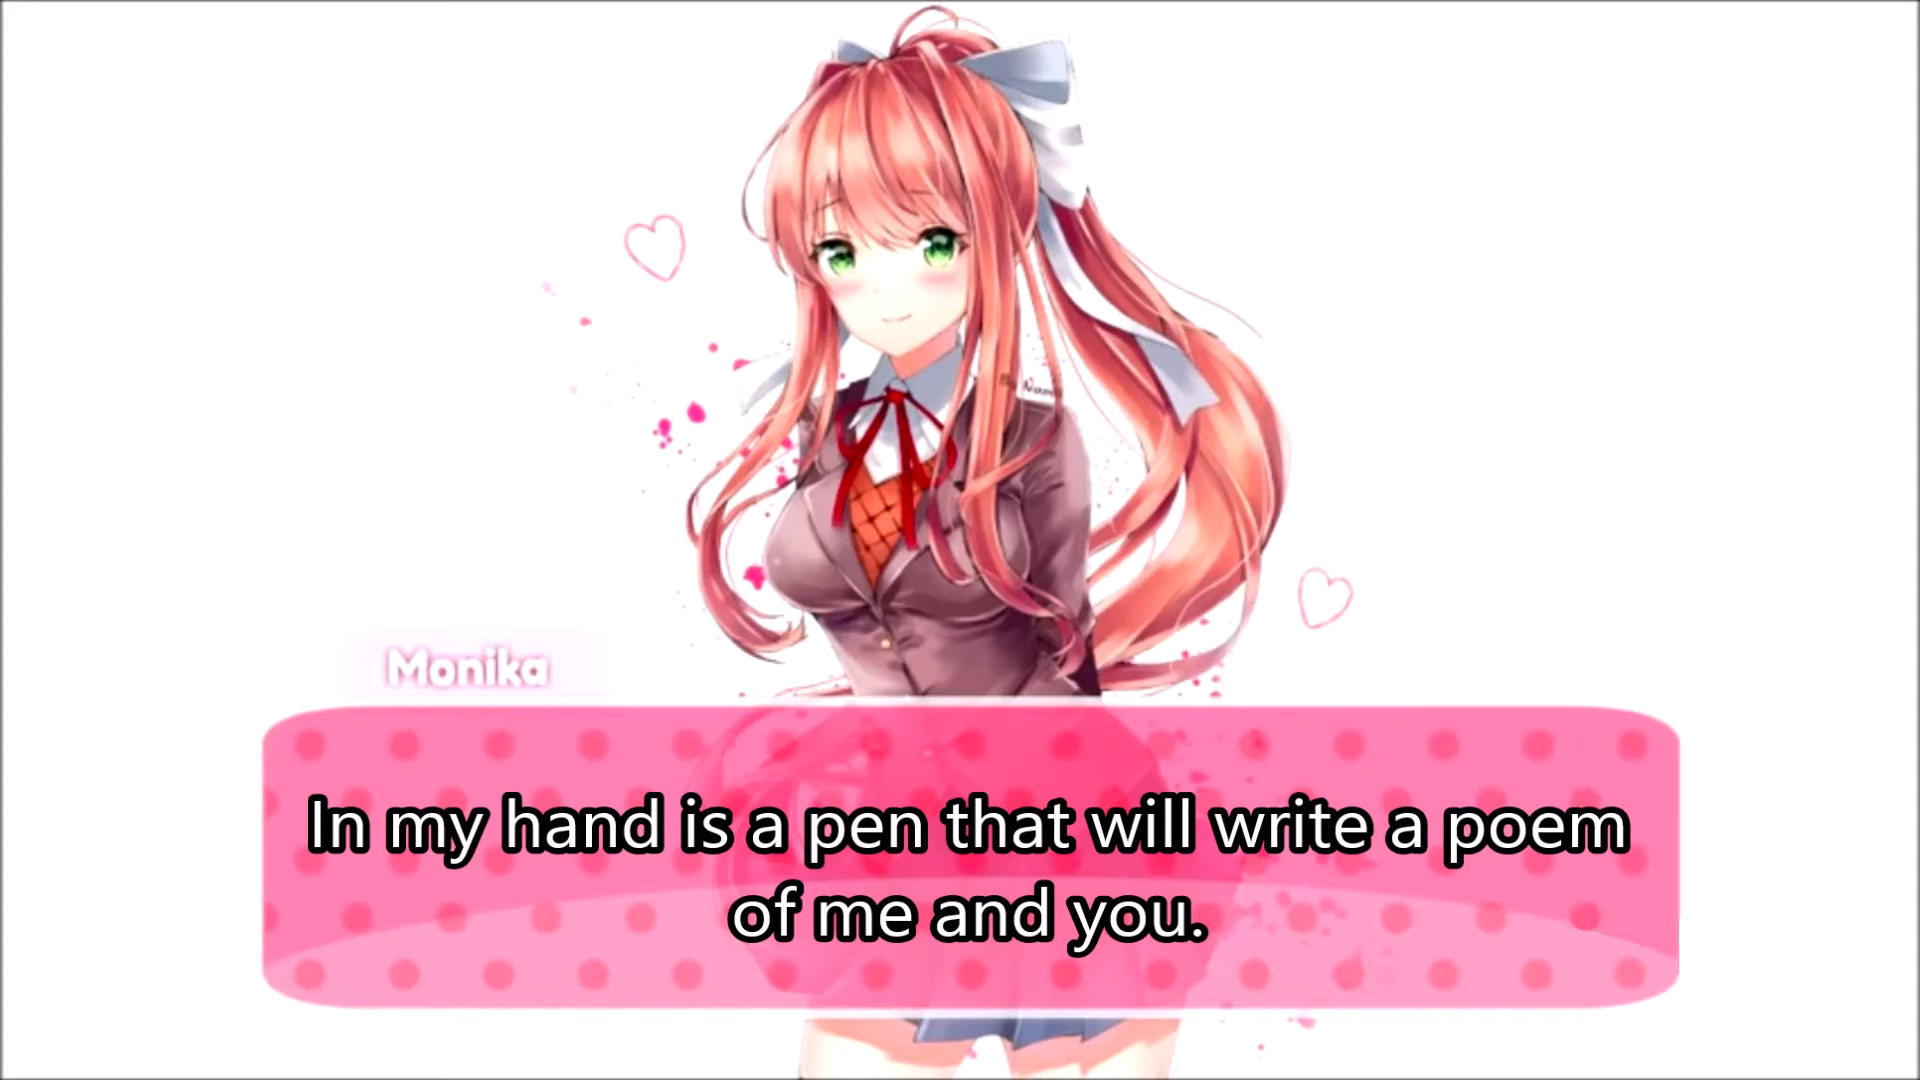 Monika
In my hand is a pen that will write a poem
of me and you.